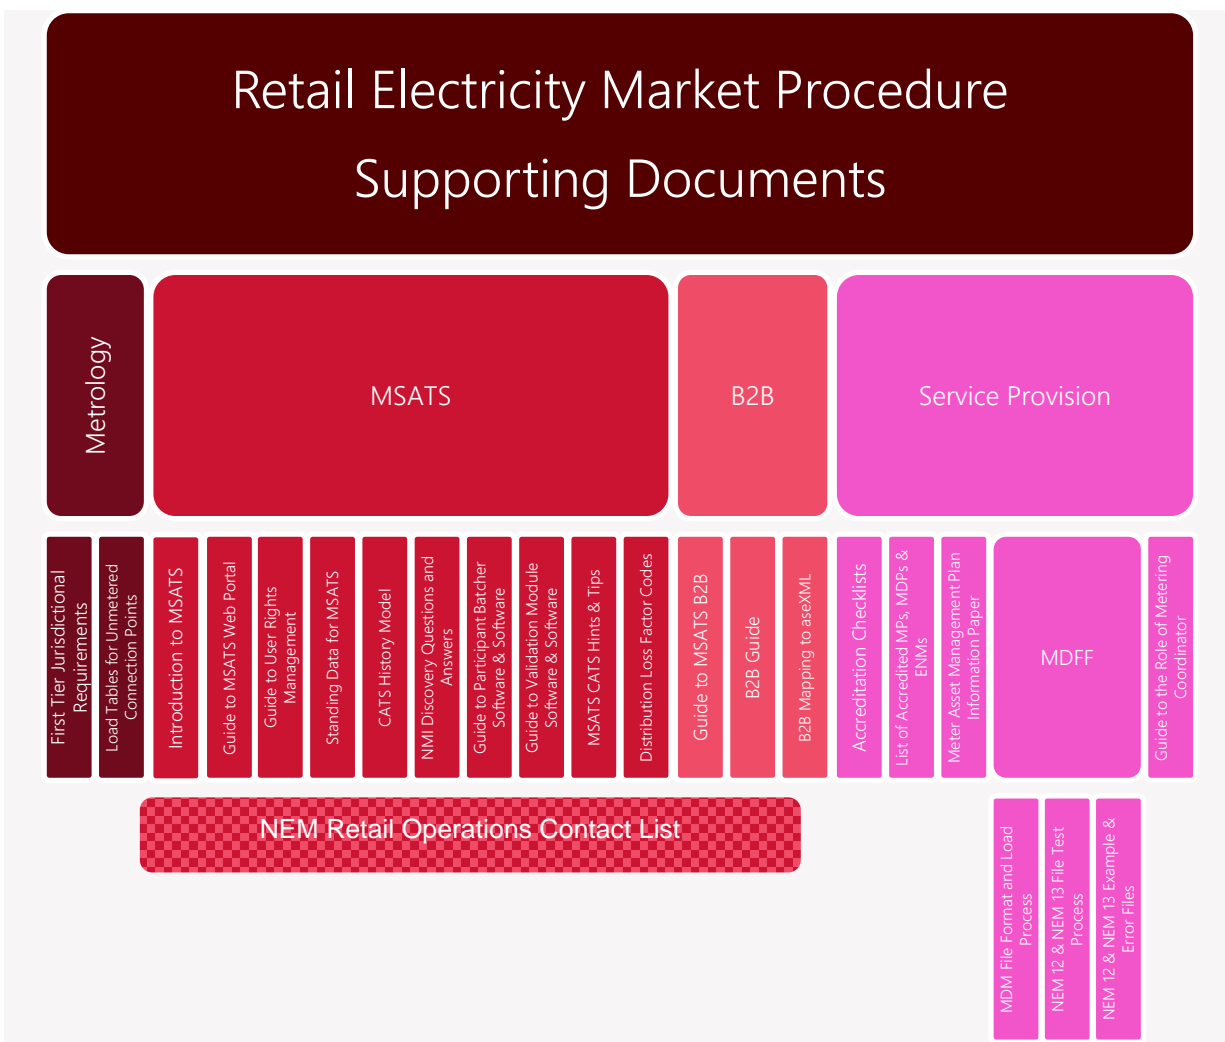 Retail Electricity Market Procedure
Supporting Documents
Metrology
MSATS
B2B
Service Provision
First Tier Jurisdictional
Requirements
Load Tables for Unmetered
Connection Points
Introduction to MSATS
Guide to MSATS Web Portal
Guide to User Rights
Management
Standing Data for MSATS
CATS History Model
NMI Discovery Questions and
Answers
Guide to Participant Batcher
Software & Software
Guide to Validation Module
Software & Software
MSATS CATS Hints & Tips
Distribution Loss Factor Codes
Guide to MSATS B2B
B2B Guide
B2B Mapping to aseXML
Accreditation Checklists
List of Accredited MPs, MDPs &
ENMs
Meter Asset Management Plan
Information Paper
MDFF
Guide to the Role of Metering
Coordinator
NEM Retail Operations Contact List
MDM File Format and Load
Process
NEM 12 & NEM 13 File Test
Process
NEM 12 & NEM 13 Example &
Error Files